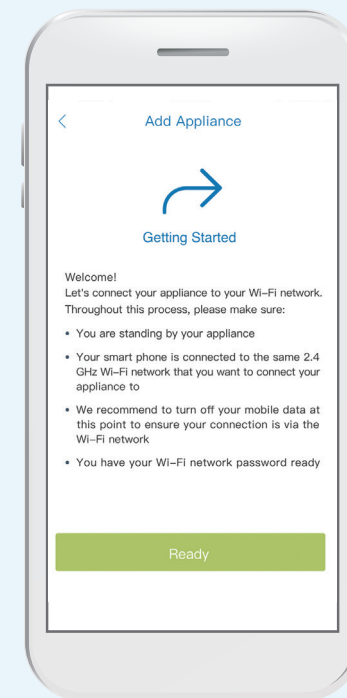 Add Appliance
Getting Started
Welcome!
Let's connect your appliance to your Wi–Fi network.
Throughout this process, please make sure:
• You are standing by your appliance
• Your smart phone is connected to the same 2.4
GHz Wi–Fi network that you want to connect your
appliance to
• We recommend to turn off your mobile data at
this point to ensure your connection is via the
Wi–Fi network
• You have your Wi–Fi network password ready
Ready